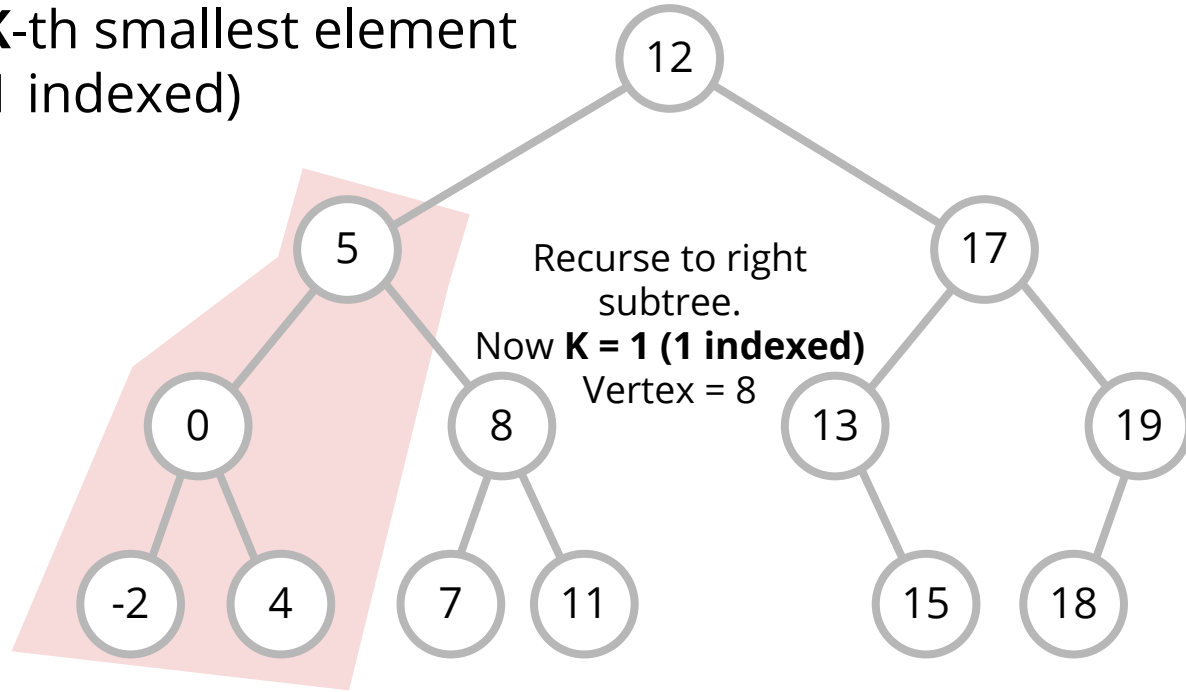 K-th smallest element
1 indexed)
12
5
17
Recurse to right
subtree.
Now K = 1 (1 indexed)
Vertex = 8
0
8
13
19
-2
4
7
11
15
18